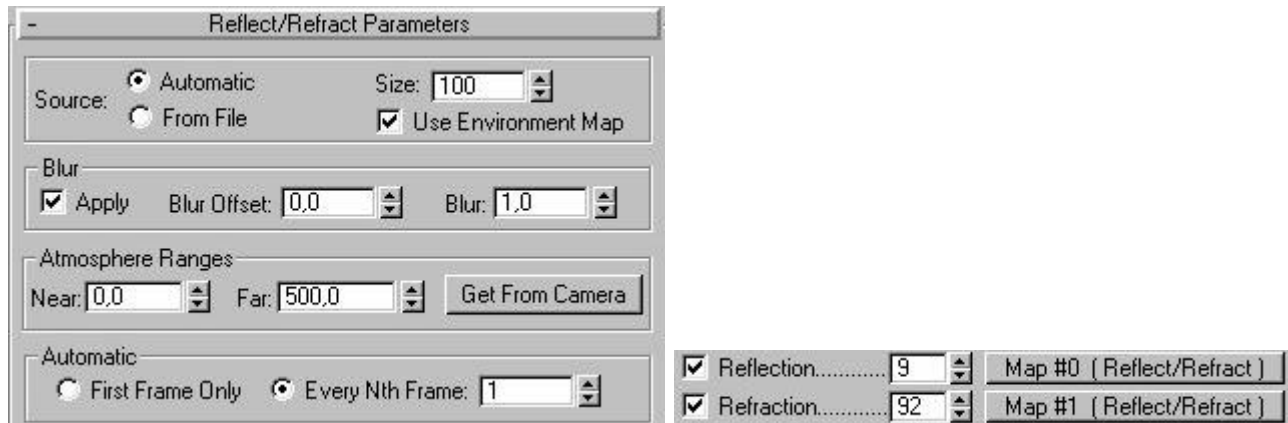 - Reflect/Refract Parameters
Source: Automatic Size: 100
From File Use Environment Map
Blur
Apply Blur Offset: 0,0 Blur: 1,0
Atmosphere Ranges
Near: 0,0 Far: 500,0 Get From Camera
Automatic
First Frame Only Every Nth Frame: 1
Reflection............ 9 Map #0 ( Reflect/Refract )
Refraction............ 92 Map #1 ( Reflect/Refract )